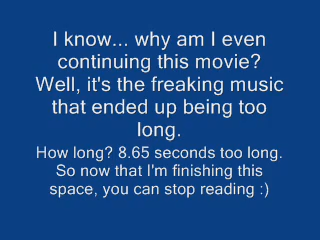 I know... why am I even
continuing this movie?
Well, it's the freaking music
that ended up being too
long.
How long? 8.65 seconds too long.
So now that I'm finishing this
space, you can stop reading :)